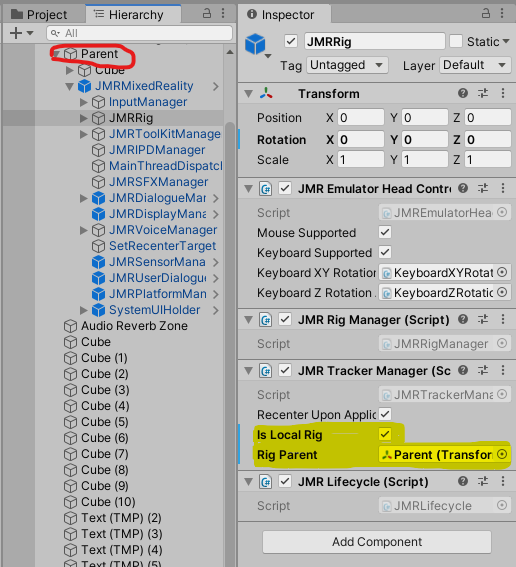 Project
Hierarchy
All
Parent
Cube
JMRMixedReality
InputManager
JMRRig
JMRToolKitManage
JMRIPDManager
MainThreadDispatc
JMRSFXManager
JMRDialogueMar
JMRDisplayMana
JMRVoiceManager
SetRecenterTarget
JMRSensorMana
JMRUserDialogue
JMRPlatformMan
SystemUIHolder
Audio Reverb Zone
Cube
Cube (1)
Cube (2)
Cube (3)
Cube (4)
Cube (5)
Cube (6)
Cube (7)
Cube (8)
Cube (9)
Cube (10)
Text (TMP) (2)
Text (TMP) (3)
Text (TMP) (4)
Text (TMP) (5)
Inspector
JMRRig
Static
Tag Untagged Layer Default
Transform
Position X 0 Y 0 Z 0
Rotation X 0 Y 0 Z 0
Scale X 1 Y 1 Z 1
JMR Emulator Head Contro
Script JMREmulatorHea
Mouse Supported
Keyboard Supported
Keyboard XY Rotation KeyboardXYRotat
Keyboard Z Rotation KeyboardZRotatio
JMR Rig Manager (Script)
Script JMRRigManager
JMR Tracker Manager (Sc
Script JMRTrackerMana
Recenter Upon Applic
Is Local Rig
Rig Parent Parent (Transfor
JMR Lifecycle (Script)
Script JMRLifecycle
Add Component